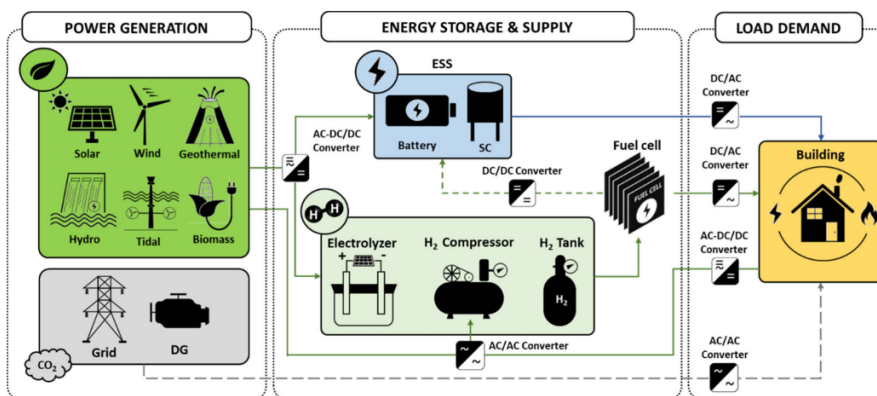 POWER GENERATION
ENERGY STORAGE & SUPPLY
LOAD DEMAND
Solar
Wind
Geothermal
Hydro
Tidal
Biomass
Grid
DG
CO₂
AC-DC/DC
Converter
ESS
Battery
SC
DC/DC Converter
Fuel cell
FUEL CELL
H H
Electrolyzer
+ -
H₂ Compressor
H₂ Tank
H₂
AC/AC Converter
DC/AC
Converter
DC/AC
Converter
AC-DC/DC
Converter
AC/AC
Converter
Building